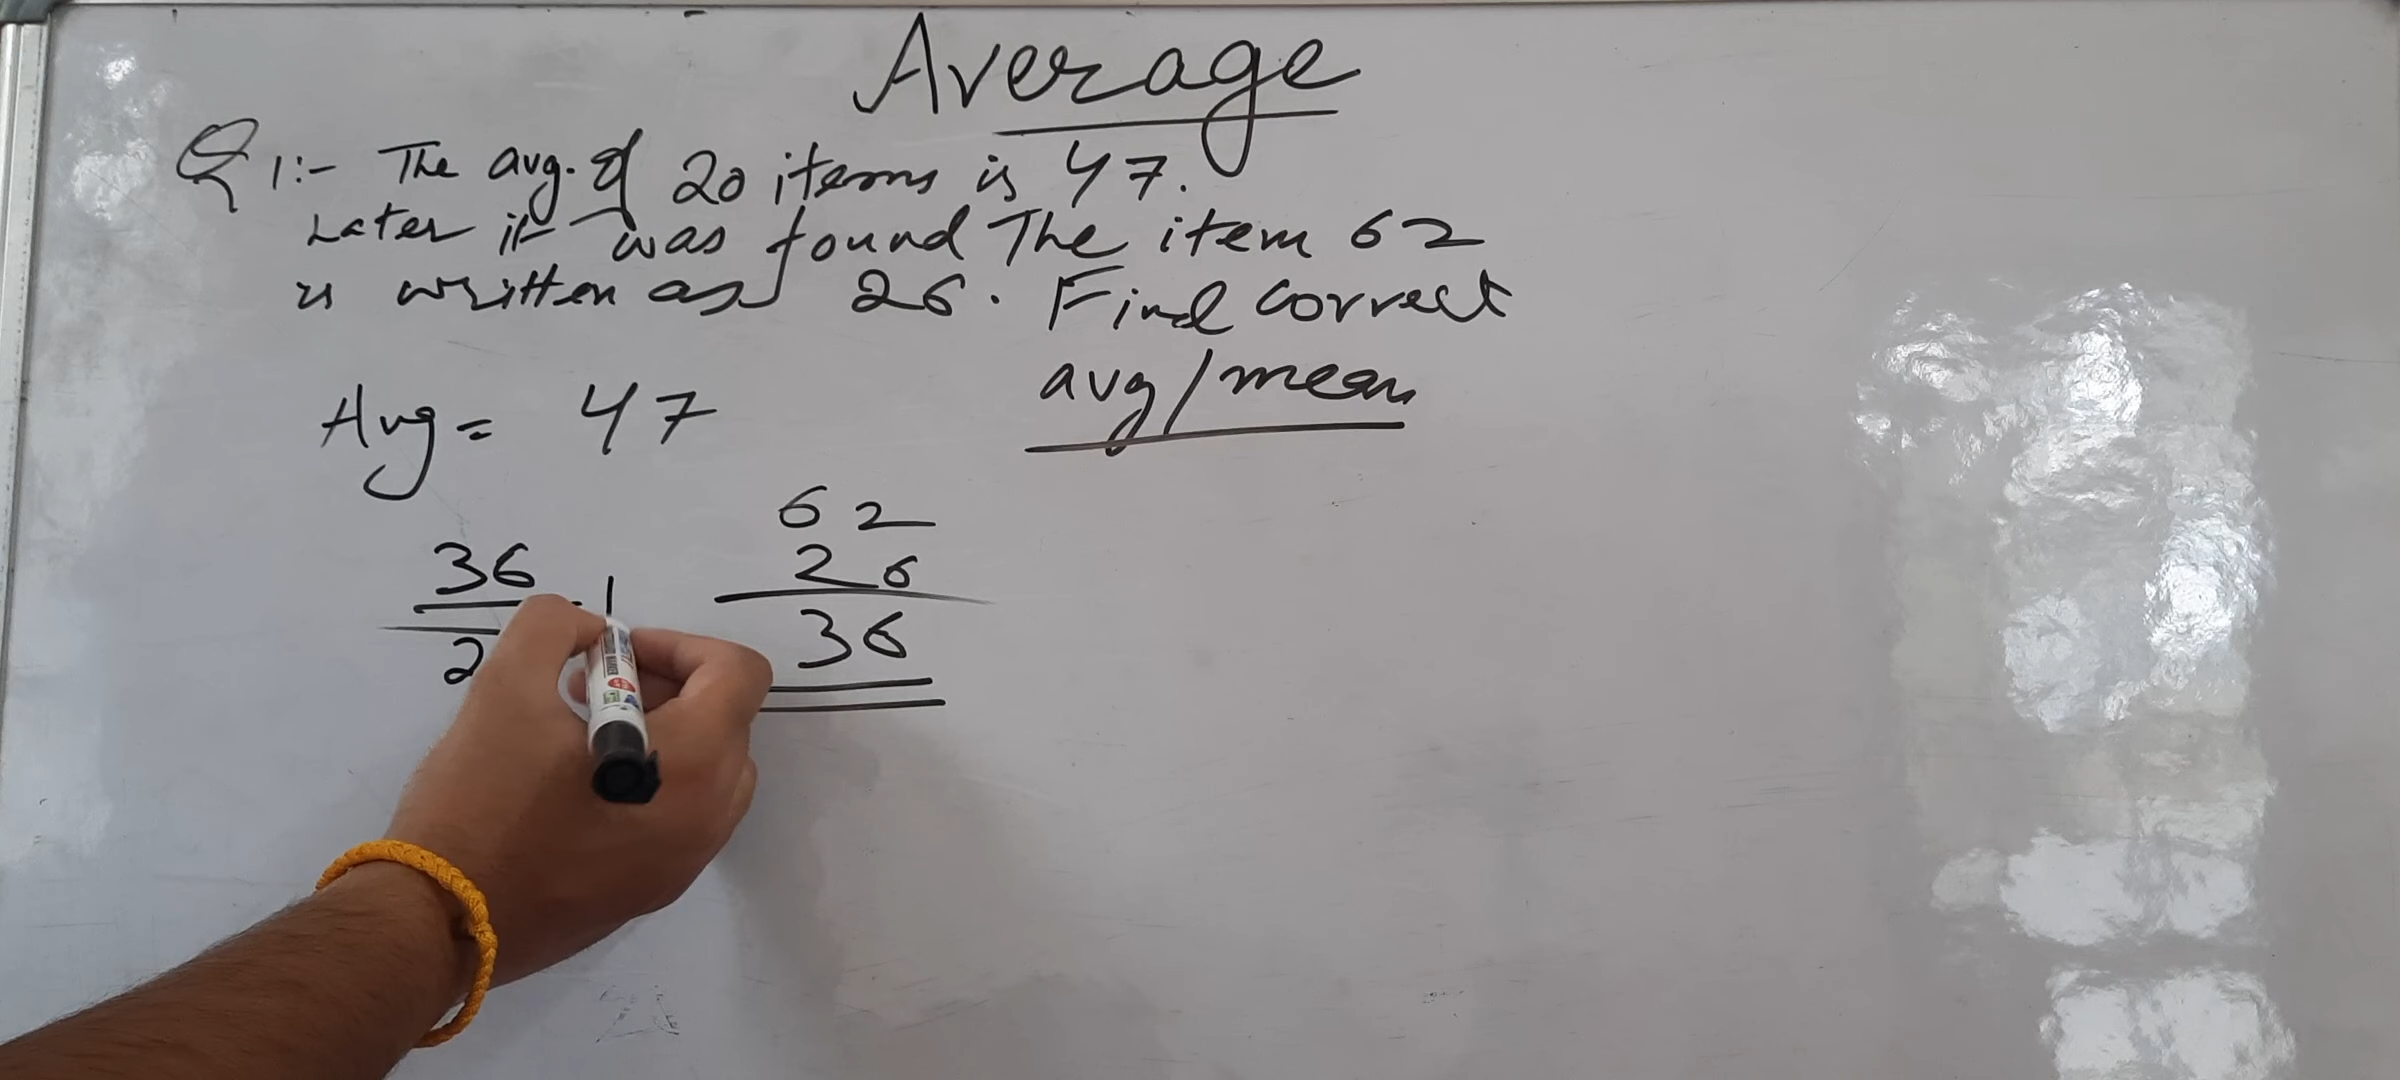 Average
Q1:- The avg. of 20 items is 47.
Later it was found The item 62
is written as 26. Find correct
avg/mean
Avg = 47
62
26
36
36
2
1